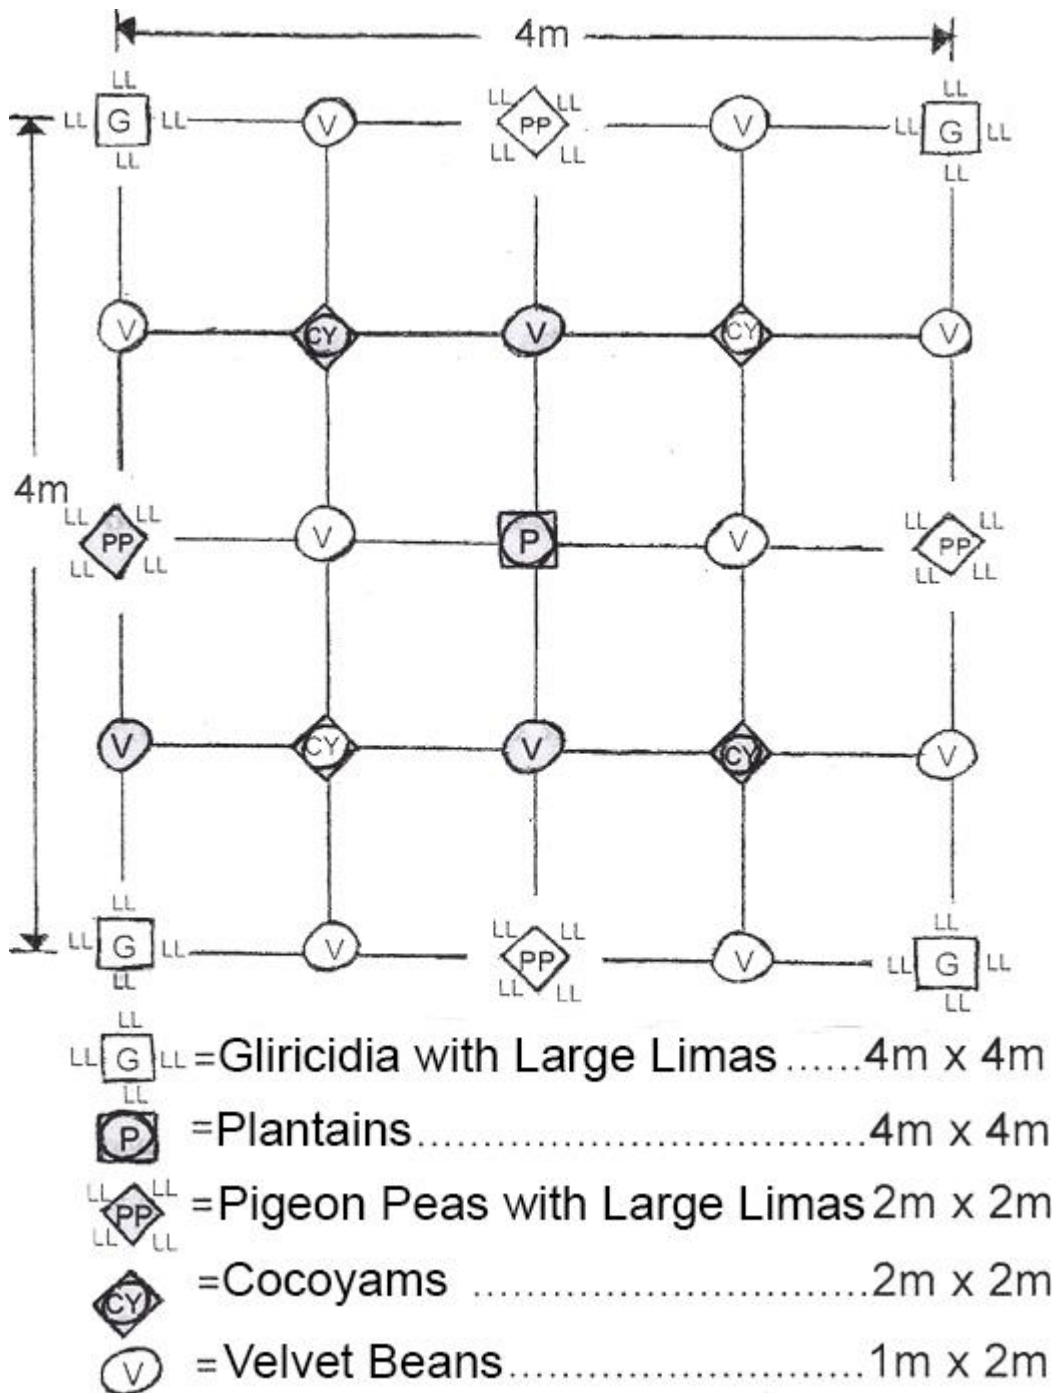 4m
LL LL
LL LL LL LL
LL G LL V PP V LL G LL
LL LL LL LL
V CY V CY V
4m
LL LL LL LL
PP V P V PP
LL LL LL LL
V CY V CY V
LL LL LL LL
LL G LL V PP V LL G LL
LL LL LL LL
LL
LL G LL =Gliricidia with Large Limas ......4m x 4m
LL
P =Plantains.................................4m x 4m
LL LL
PP =Pigeon Peas with Large Limas 2m x 2m
LL LL
CY =Cocoyams .............................2m x 2m
V =Velvet Beans..........................1m x 2m